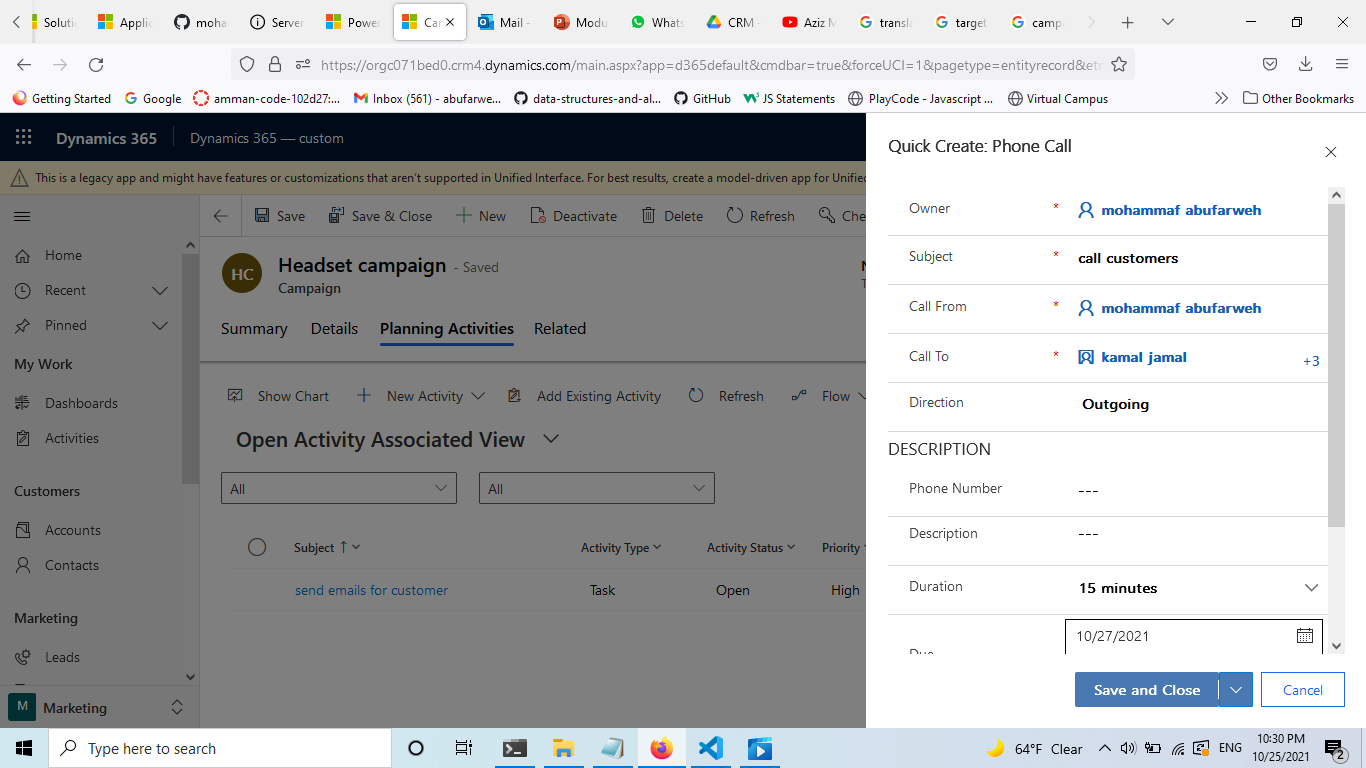 Soluti
Applic
moha
Server
Power
Car
Mail -
Modu
Whats
CRM -
Aziz M
transla
target
campa
https://orgc071bed0.crm4.dynamics.com/main.aspx?app=d365default&cmdbar=true&forceUCI=1&pagetype=entityrecord&etn
Getting Started
Google
amman-code-102d27:...
Inbox (561) - abufarwe...
data-structures-and-al...
GitHub
JS Statements
PlayCode - Javascript ...
Virtual Campus
Other Bookmarks
Dynamics 365
Dynamics 365 — custom
This is a legacy app and might have features or customizations that aren't supported in Unified Interface. For best results, create a model-driven app for Unifie
Home
Recent
Pinned
My Work
Dashboards
Activities
Customers
Accounts
Contacts
Marketing
Leads
M
Marketing
Save
Save & Close
New
Deactivate
Delete
Refresh
Che
HC
Headset campaign - Saved
Campaign
Summary
Details
Planning Activities
Related
Show Chart
New Activity
Add Existing Activity
Refresh
Flow
Open Activity Associated View
All
All
Subject ↑
Activity Type
Activity Status
Priority
send emails for customer
Task
Open
High
Quick Create: Phone Call
Owner * mohammaf abufarweh
Subject * call customers
Call From * mohammaf abufarweh
Call To * kamal jamal +3
Direction Outgoing
DESCRIPTION
Phone Number ---
Description ---
Duration 15 minutes
Due 10/27/2021
Save and Close
Cancel
Type here to search
64°F Clear
ENG
10:30 PM
10/25/2021
2